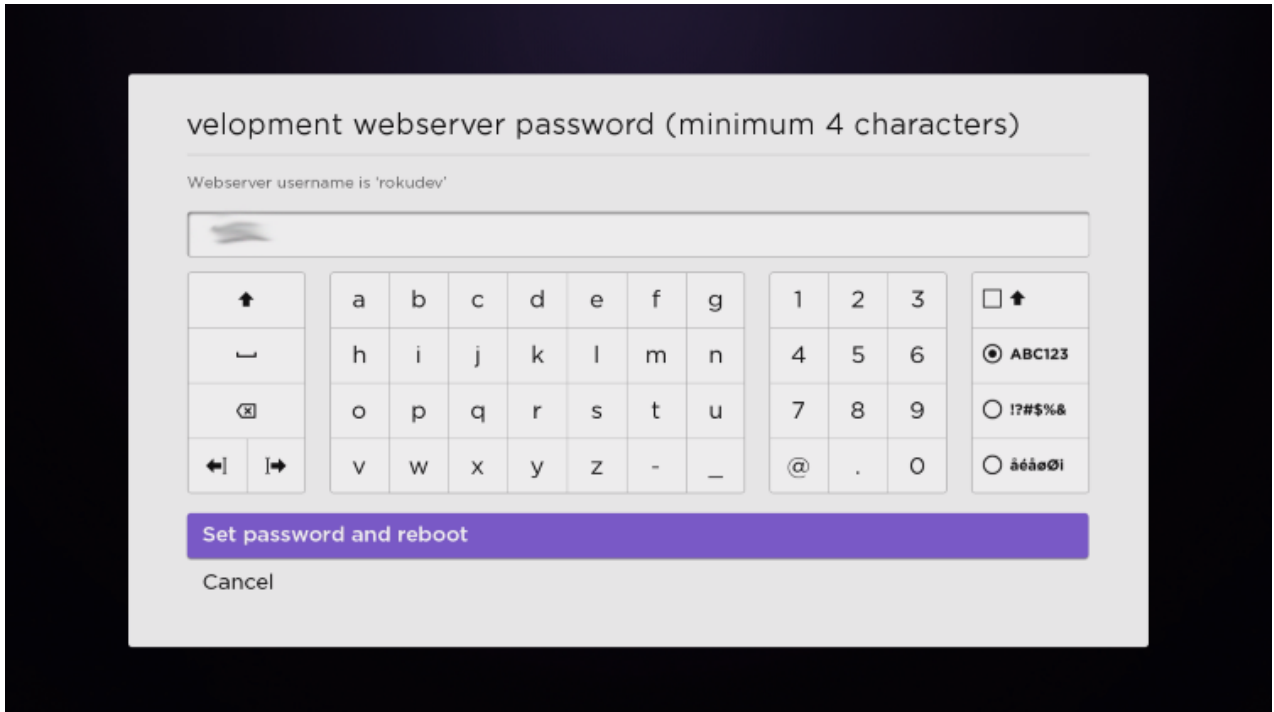 velopment webserver password (minimum 4 characters)
Webserver username is 'rokudev'
a b c d e f g 1 2 3
h i j k l m n 4 5 6 ABC123
o p q r s t u 7 8 9 !?#$%&
v w x y z - _ @ . 0 âéåøØi
Set password and reboot
Cancel